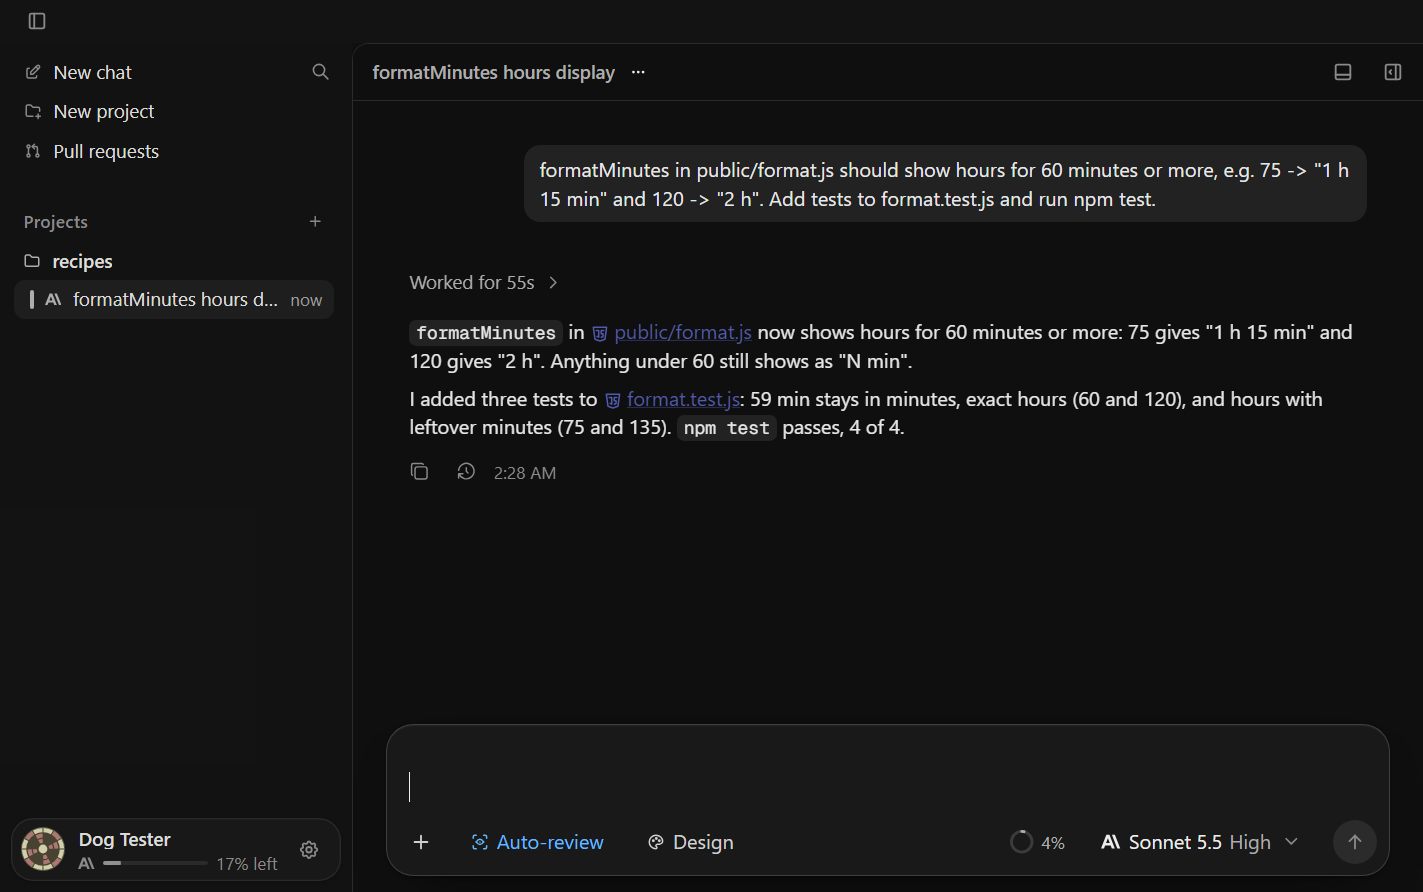 New chat
New project
Pull requests
Projects
recipes
formatMinutes hours d... now
Dog Tester
17% left
formatMinutes hours display
formatMinutes in public/format.js should show hours for 60 minutes or more, e.g. 75 -> "1 h
15 min" and 120 -> "2 h". Add tests to format.test.js and run npm test.
Worked for 55s
formatMinutes in public/format.js now shows hours for 60 minutes or more: 75 gives "1 h 15 min" and
120 gives "2 h". Anything under 60 still shows as "N min".
I added three tests to format.test.js: 59 min stays in minutes, exact hours (60 and 120), and hours with
leftover minutes (75 and 135). npm test passes, 4 of 4.
2:28 AM
Auto-review Design 4% Sonnet 5.5 High